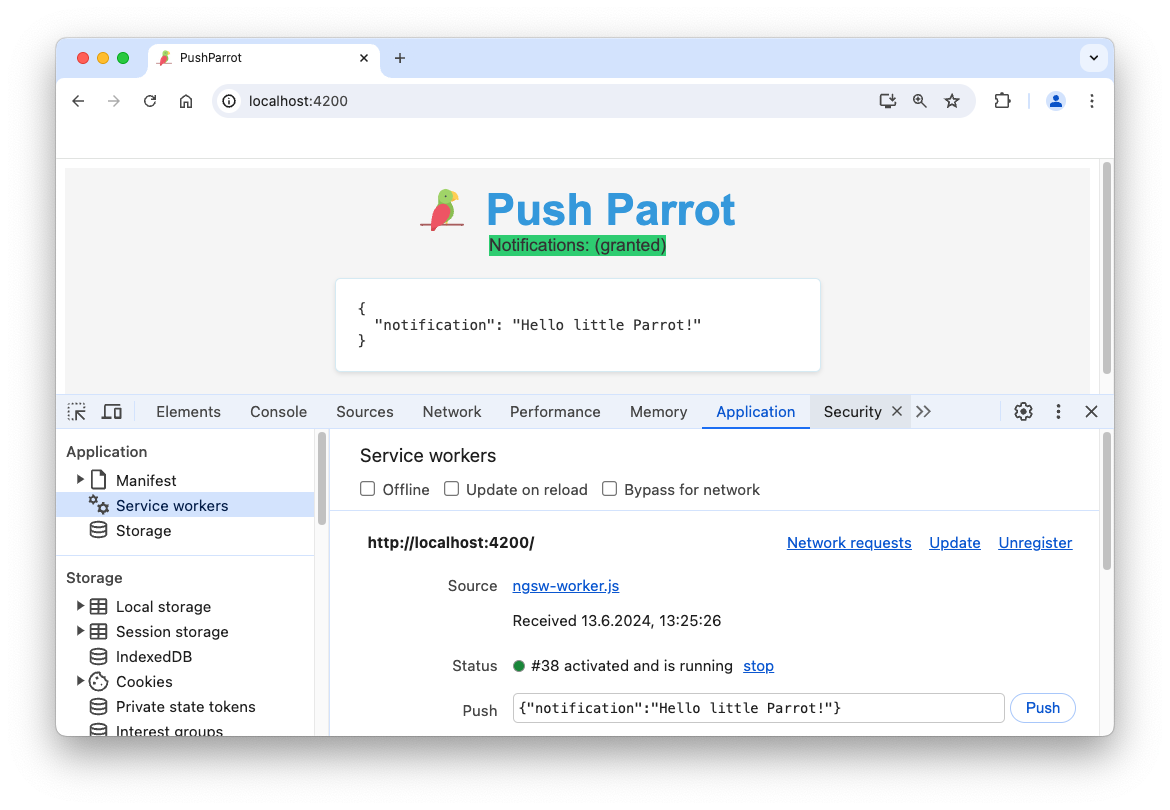 PushParrot
localhost:4200
Push Parrot
Notifications: (granted)
{
"notification": "Hello little Parrot!"
}
Elements Console Sources Network Performance Memory Application Security
Application
Manifest
Service workers
Storage
Storage
Local storage
Session storage
IndexedDB
Cookies
Private state tokens
Interest groups
Service workers
Offline Update on reload Bypass for network
http://localhost:4200/ Network requests Update Unregister
Source ngsw-worker.js
Received 13.6.2024, 13:25:26
Status #38 activated and is running stop
Push {"notification":"Hello little Parrot!"} Push